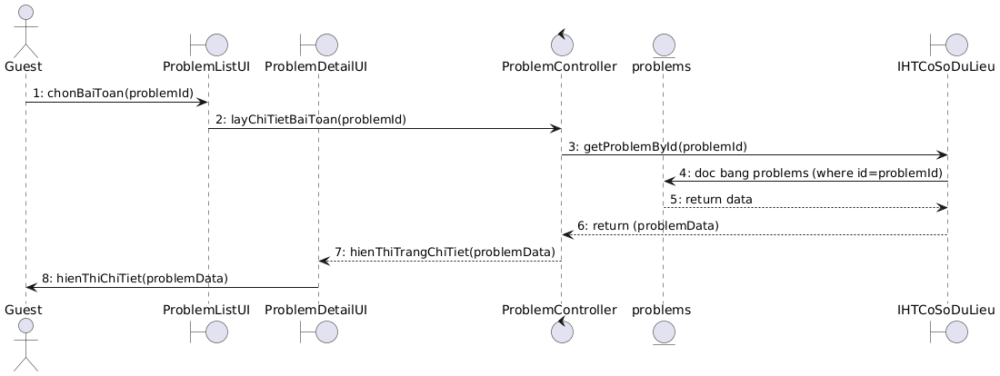 Guest
ProblemListUI
ProblemDetailUI
ProblemController
problems
IHTCoSoDuLieu
1: chonBaiToan(problemId)
2: layChiTietBaiToan(problemId)
3: getProblemById(problemId)
4: doc bang problems (where id=problemId)
5: return data
6: return (problemData)
7: hienThiTrangChiTiet(problemData)
8: hienThiChiTiet(problemData)
Guest
ProblemListUI
ProblemDetailUI
ProblemController
problems
IHTCoSoDuLieu